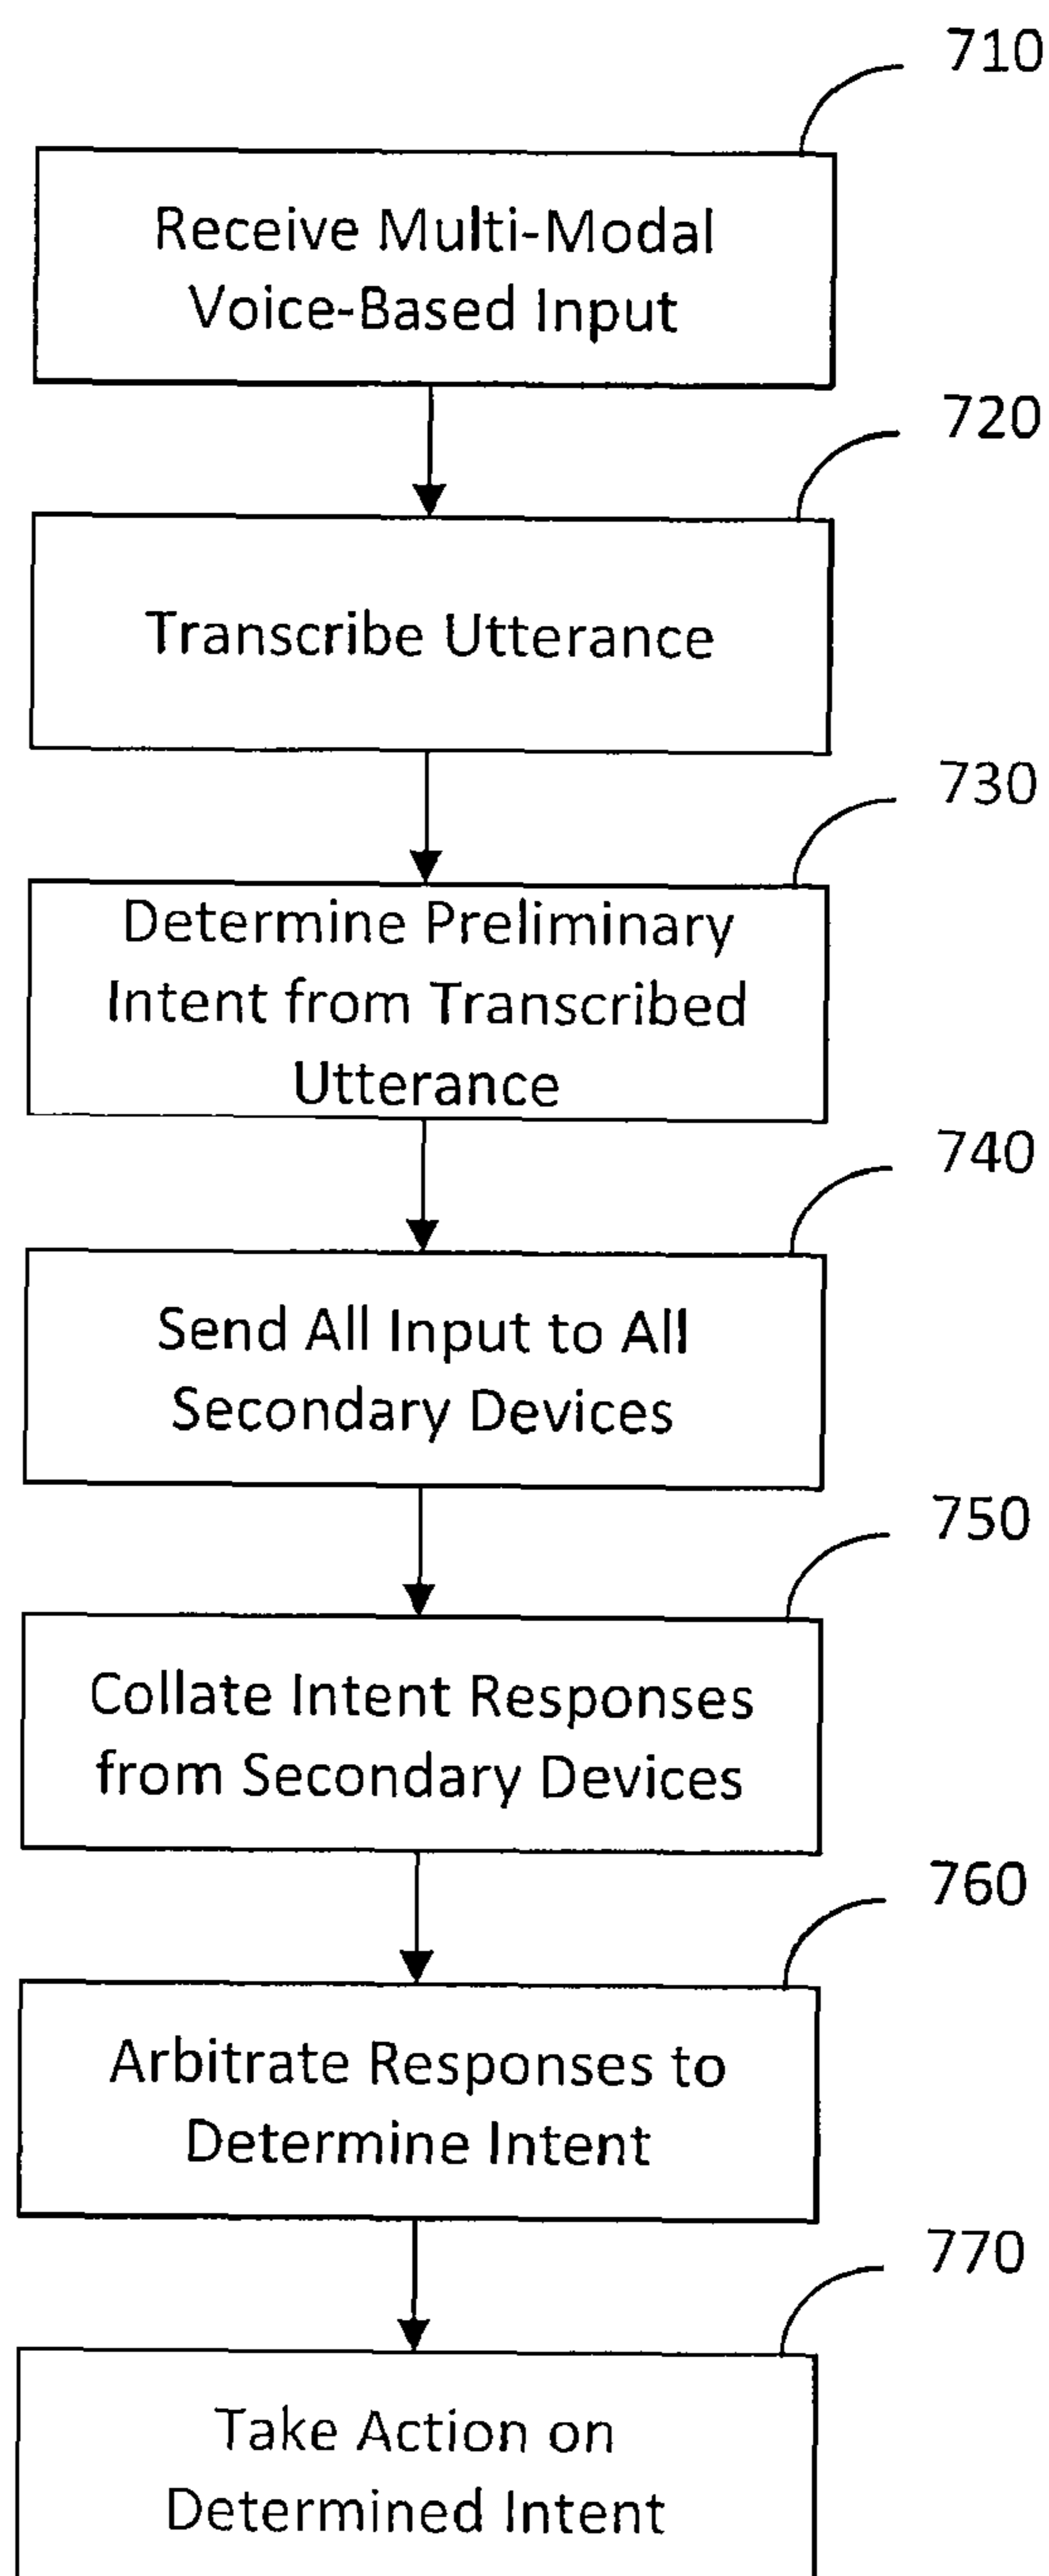 710
Receive Multi-Modal
Voice-Based Input
720
Transcribe Utterance
730
Determine Preliminary
Intent from Transcribed
Utterance
740
Send All Input to All
Secondary Devices
750
Collate Intent Responses
from Secondary Devices
760
Arbitrate Responses to
Determine Intent
770
Take Action on
Determined Intent